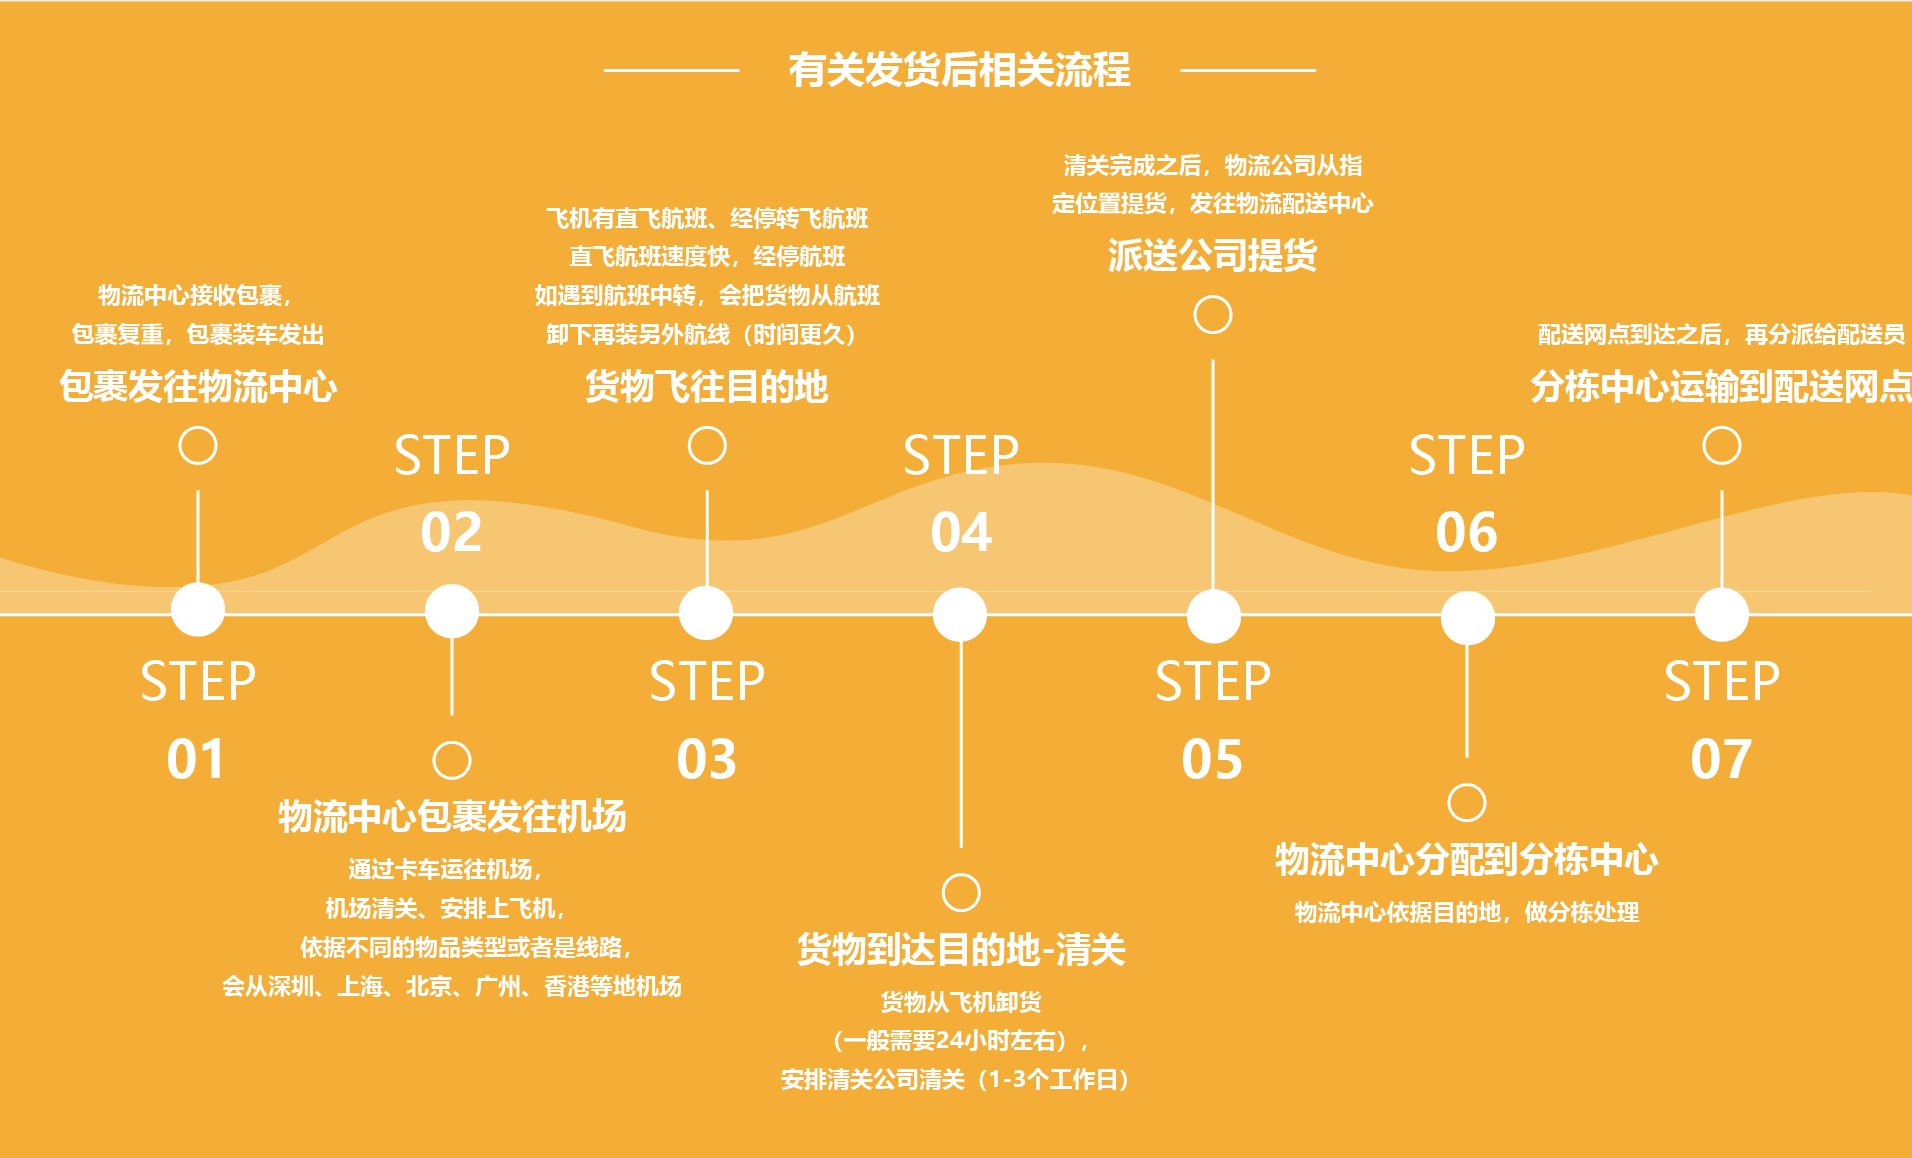 有关发货后相关流程
物流中心接收包裹，
包裹复重，包裹装车发出
包裹发往物流中心
STEP
01
STEP
02
物流中心包裹发往机场
通过卡车运往机场，
机场清关、安排上飞机，
依据不同的物品类型或者是线路，
会从深圳、上海、北京、广州、香港等地机场
飞机有直飞航班、经停转飞航班
直飞航班速度快，经停航班
如遇到航班中转，会把货物从航班
卸下再装另外航线（时间更久）
货物飞往目的地
STEP
03
STEP
04
货物到达目的地-清关
货物从飞机卸货
（一般需要24小时左右），
安排清关公司清关（1-3个工作日）
清关完成之后，物流公司从指
定位置提货，发往物流配送中心
派送公司提货
STEP
05
STEP
06
物流中心分配到分栋中心
物流中心依据目的地，做分栋处理
配送网点到达之后，再分派给配送员
分栋中心运输到配送网点
STEP
07